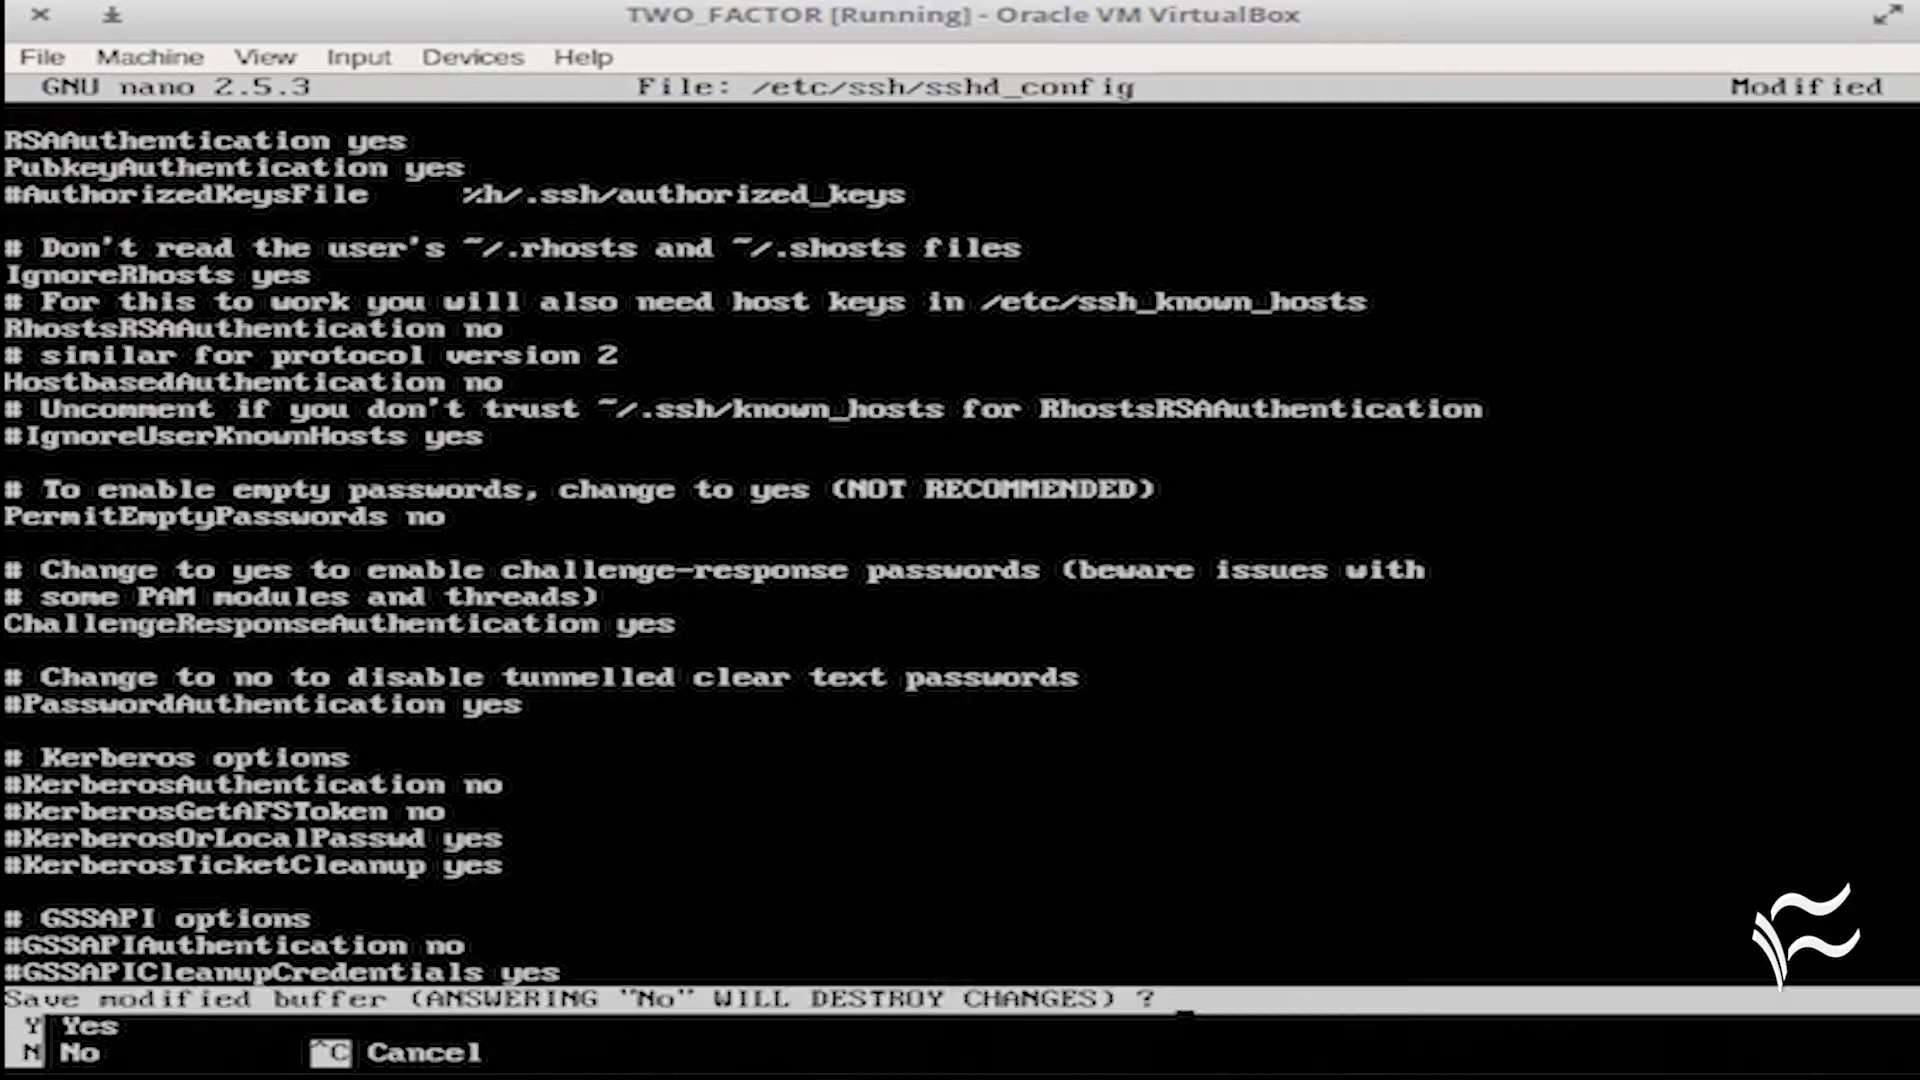 TWO_FACTOR [Running] - Oracle VM VirtualBox
File Machine View Input Devices Help
GNU nano 2.5.3 File: /etc/ssh/sshd_config Modified
RSAAuthentication yes
PubkeyAuthentication yes
#AuthorizedKeysFile %h/.ssh/authorized_keys
# Don't read the user's ~/.rhosts and ~/.shosts files
IgnoreRhosts yes
# For this to work you will also need host keys in /etc/ssh_known_hosts
RhostsRSAAuthentication no
# similar for protocol version 2
HostbasedAuthentication no
# Uncomment if you don't trust ~/.ssh/known_hosts for RhostsRSAAuthentication
#IgnoreUserKnownHosts yes
# To enable empty passwords, change to yes (NOT RECOMMENDED)
PermitEmptyPasswords no
# Change to yes to enable challenge-response passwords (beware issues with
# some PAM modules and threads)
ChallengeResponseAuthentication yes
# Change to no to disable tunnelled clear text passwords
#PasswordAuthentication yes
# Kerberos options
#KerberosAuthentication no
#KerberosGetAFSToken no
#KerberosOrLocalPasswd yes
#KerberosTicketCleanup yes
# GSSAPI options
#GSSAPIAuthentication no
#GSSAPICleanupCredentials yes
Save modified buffer (ANSWERING "No" WILL DESTROY CHANGES) ?
Y Yes
N No ^C Cancel